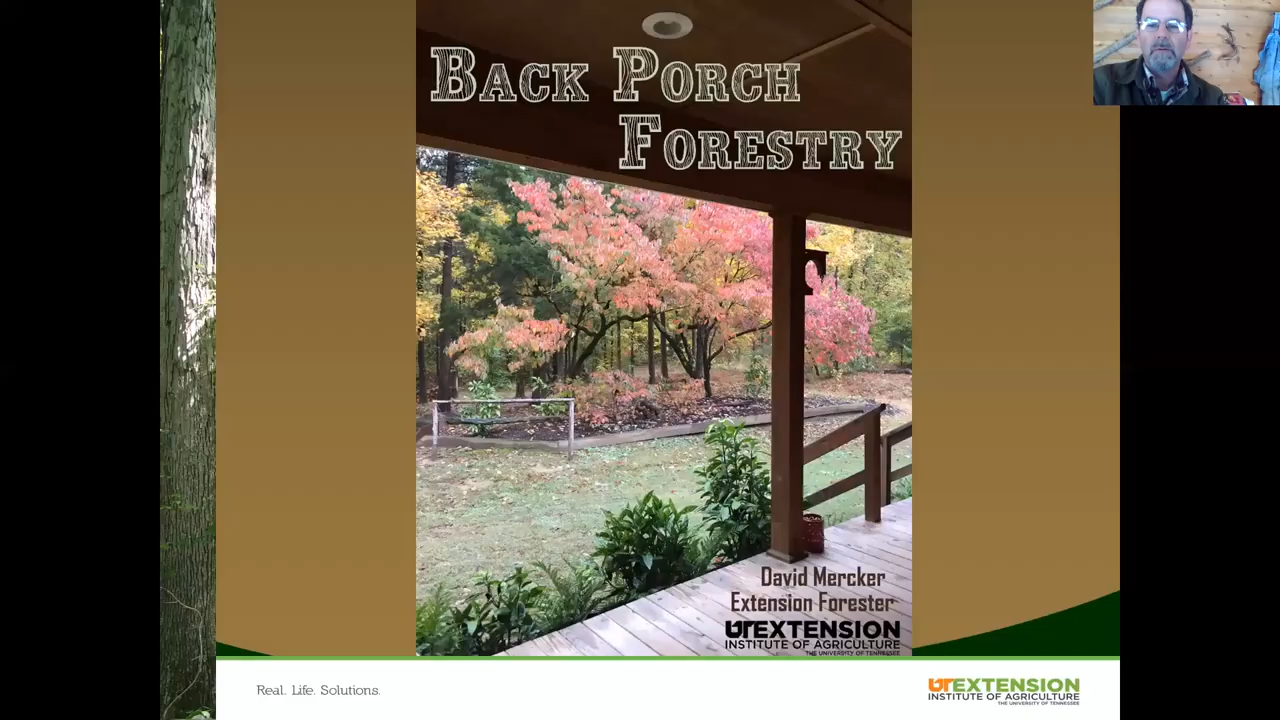 BACK PORCH
FORESTRY
David Mercker
Extension Forester
UTEXTENSION
INSTITUTE OF AGRICULTURE
THE UNIVERSITY OF TENNESSEE
Real. Life. Solutions.
UTEXTENSION
INSTITUTE OF AGRICULTURE
THE UNIVERSITY OF TENNESSEE